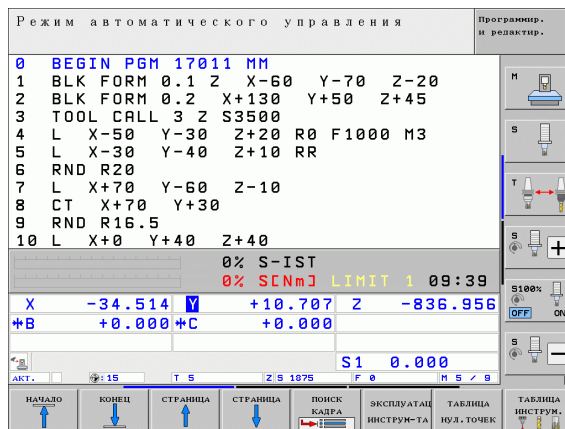 Режим автоматического управления
Программир.
и редактир.
0 BEGIN PGM 17011 MM
1 BLK FORM 0.1 Z X-60 Y-70 Z-20
2 BLK FORM 0.2 X+130 Y+50 Z+45
3 TOOL CALL 3 Z S3500
4 L X-50 Y-30 Z+20 R0 F1000 M3
5 L X-30 Y-40 Z+10 RR
6 RND R20
7 L X+70 Y-60 Z-10
8 CT X+70 Y+30
9 RND R16.5
10 L X+0 Y+40 Z+40
0% S-IST
0% S[Nm] LIMIT 1 09:39
X -34.514 Y +10.707 Z -836.956
+B +0.000 +C +0.000
S1 0.000
АКТ. : 15 T 5 Z S 1875 F 0 M 5 / 9
M
S
T
S
+
S100%
OFF ON
S
-
НАЧАЛО
КОНЕЦ
СТРАНИЦА
СТРАНИЦА
ПОИСК
КАДРА
ЭКСПЛУАТАЦ
ИНСТРУМ-ТА
ТАБЛИЦА
НУЛ.ТОЧЕК
ТАБЛИЦА
ИНСТРУМ.